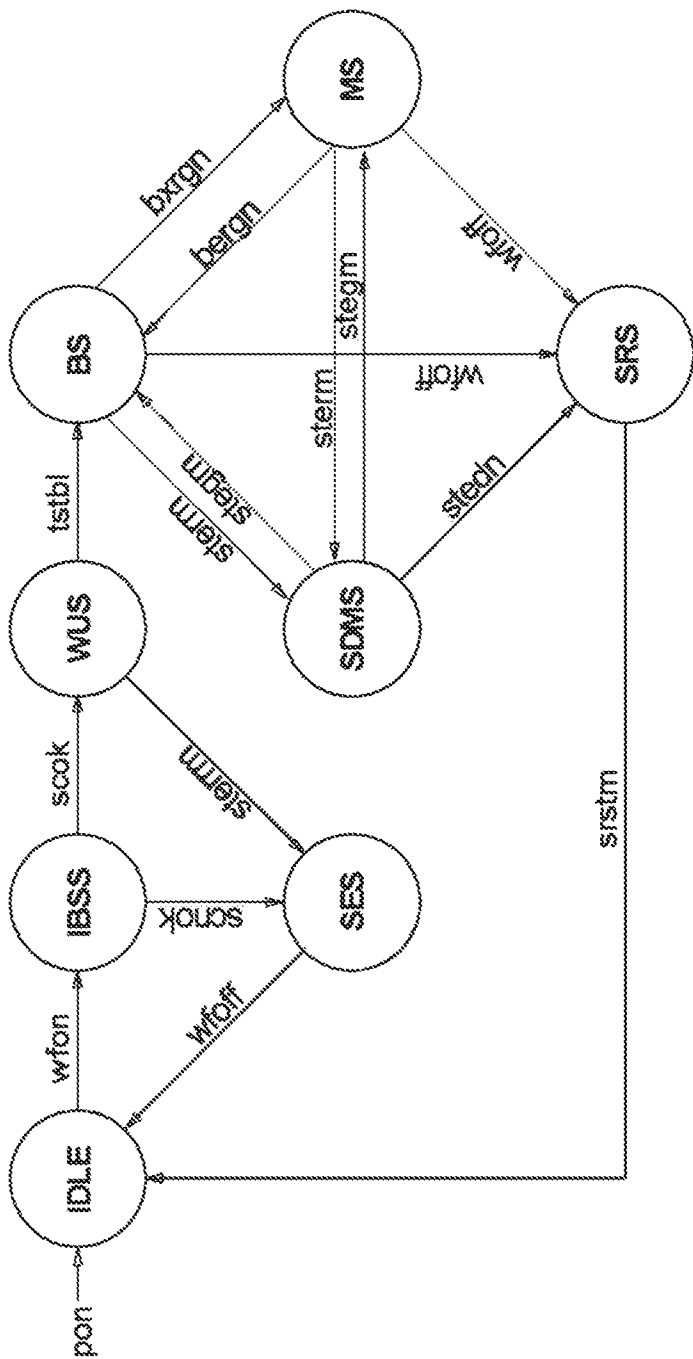 pon
IDLE
wfon
IBSS
scok
WUS
tstbl
BS
bxrgn
bergn
MS
scnok
SES
wfoff
sterm
sterm
stegm
SDMS
sterm
stegm
wfoff
wfoff
stedn
SRS
srstm